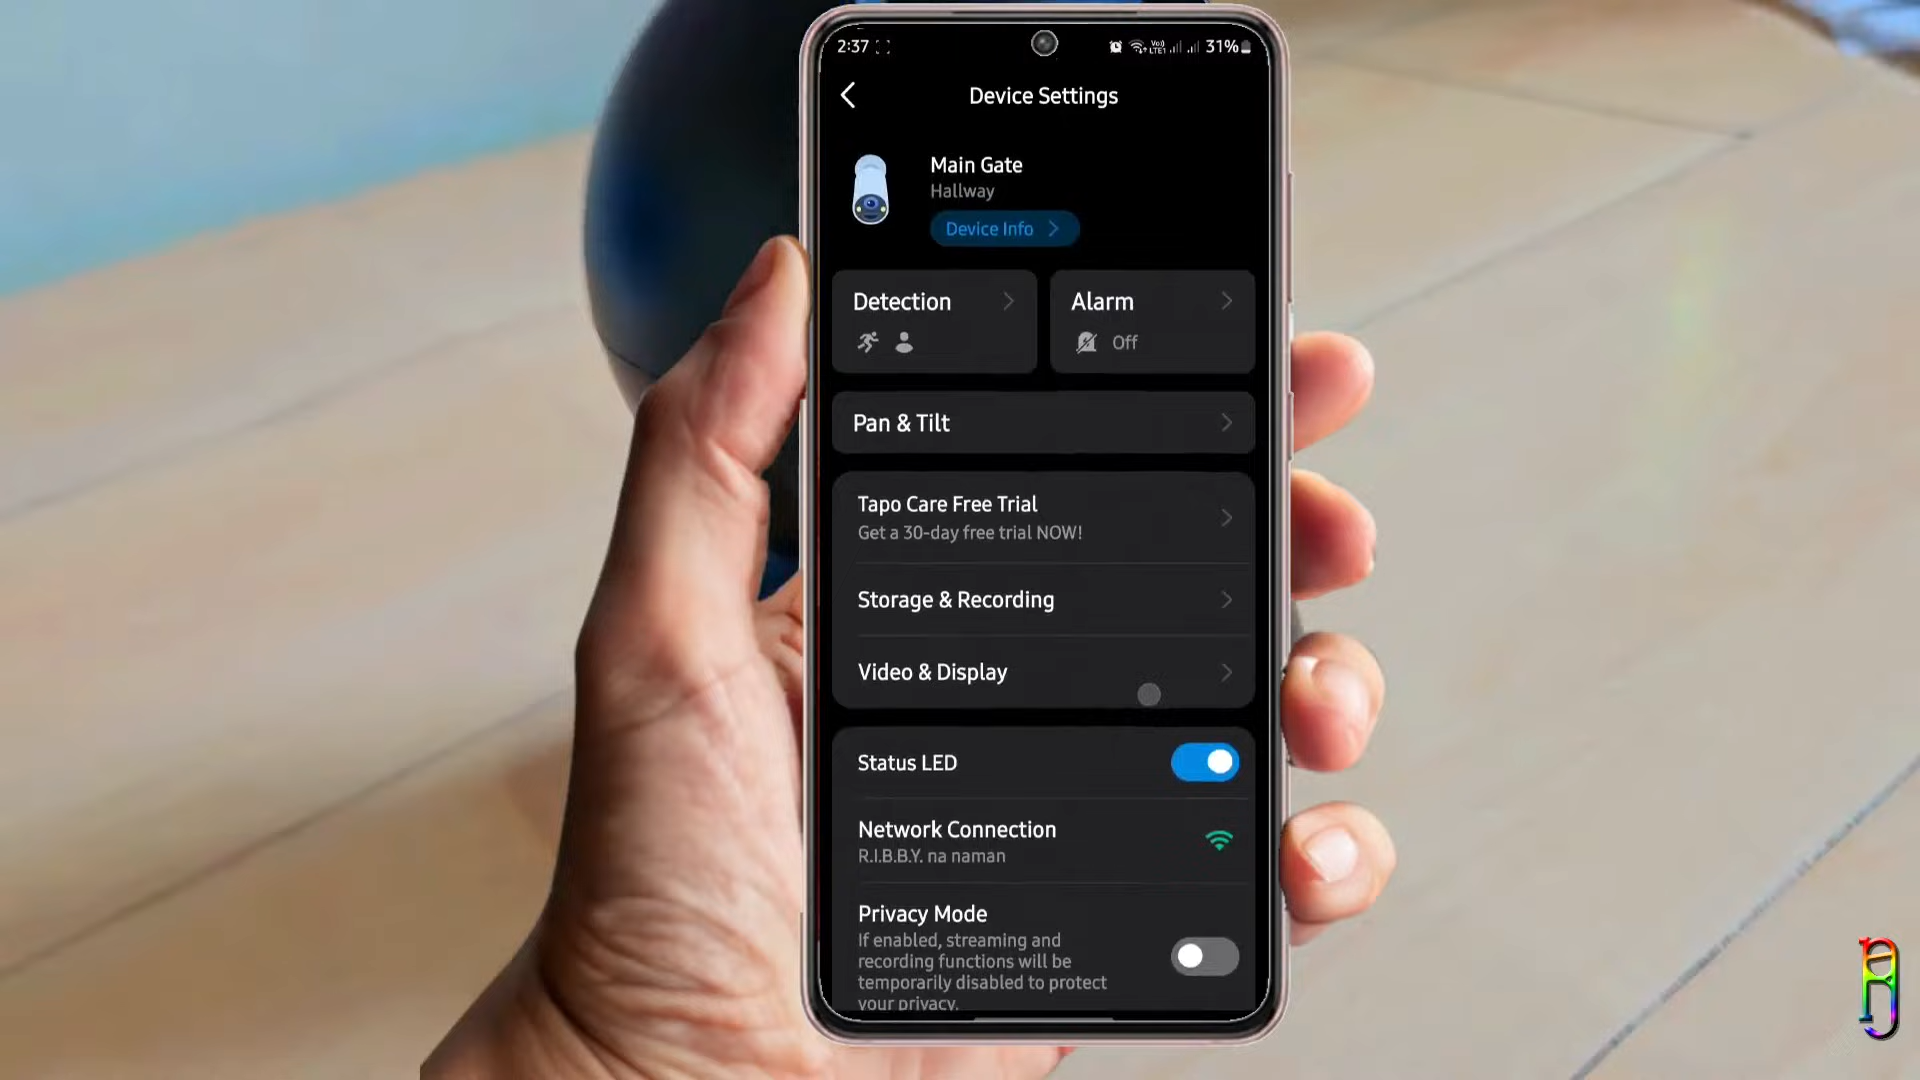 2:37
Vo)) LTE1 31%
Device Settings
Main Gate
Hallway
Device Info
Detection
Alarm
Off
Pan & Tilt
Tapo Care Free Trial
Get a 30-day free trial NOW!
Storage & Recording
Video & Display
Status LED
Network Connection
R.I.B.B.Y. na naman
Privacy Mode
If enabled, streaming and
recording functions will be
temporarily disabled to protect
your privacy.